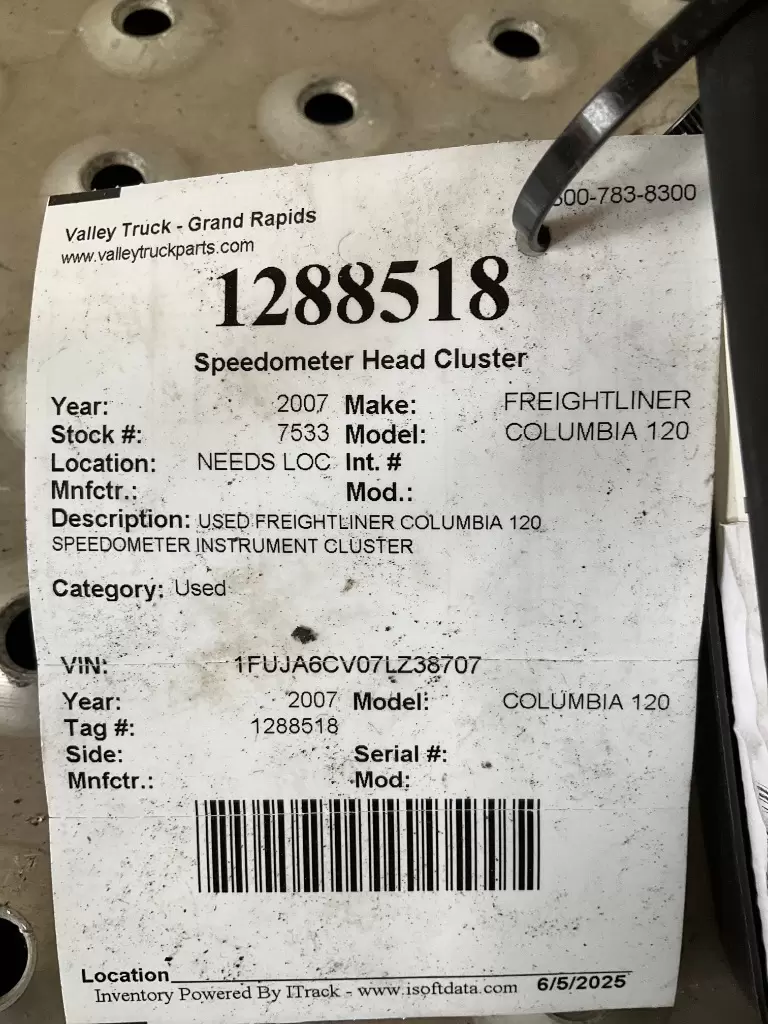 Valley Truck - Grand Rapids
00-783-8300
www.valleytruckparts.com
1288518
Speedometer Head Cluster
Year: 2007 Make: FREIGHTLINER
Stock #: 7533 Model: COLUMBIA 120
Location: NEEDS LOC Int. #
Mnfctr.: Mod.:
Description: USED FREIGHTLINER COLUMBIA 120
SPEEDOMETER INSTRUMENT CLUSTER
Category: Used
VIN: 1FUJA6CV07LZ38707
Year: 2007 Model: COLUMBIA 120
Tag #: 1288518
Side: Serial #:
Mnfctr.: Mod:
Location
Inventory Powered By ITrack - www.isoftdata.com 6/5/2025